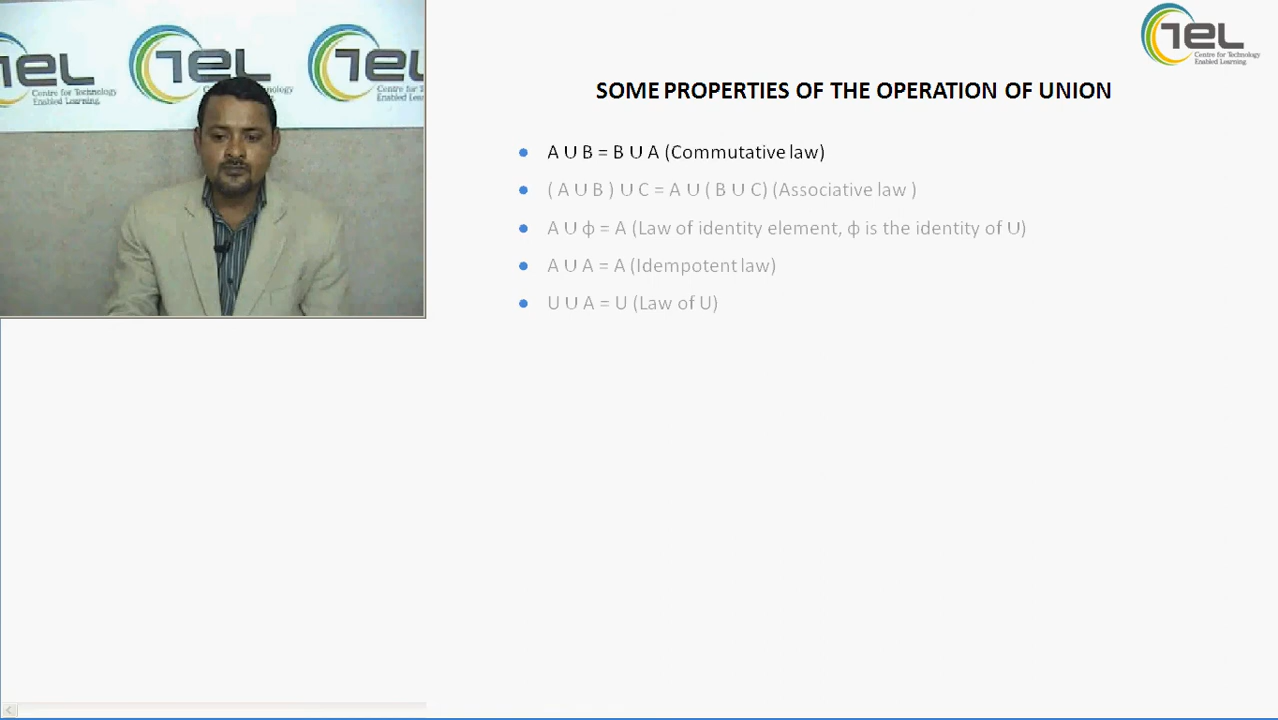 TEL
Centre for Technology
Enabled Learning
TEL
TEL
Centre for Technology
Enabled Learning
SOME PROPERTIES OF THE OPERATION OF UNION
A ∪ B = B ∪ A (Commutative law)
( A ∪ B ) ∪ C = A ∪ ( B ∪ C) (Associative law )
A ∪ ф = A (Law of identity element, ф is the identity of ∪)
A ∪ A = A (Idempotent law)
U ∪ A = U (Law of U)